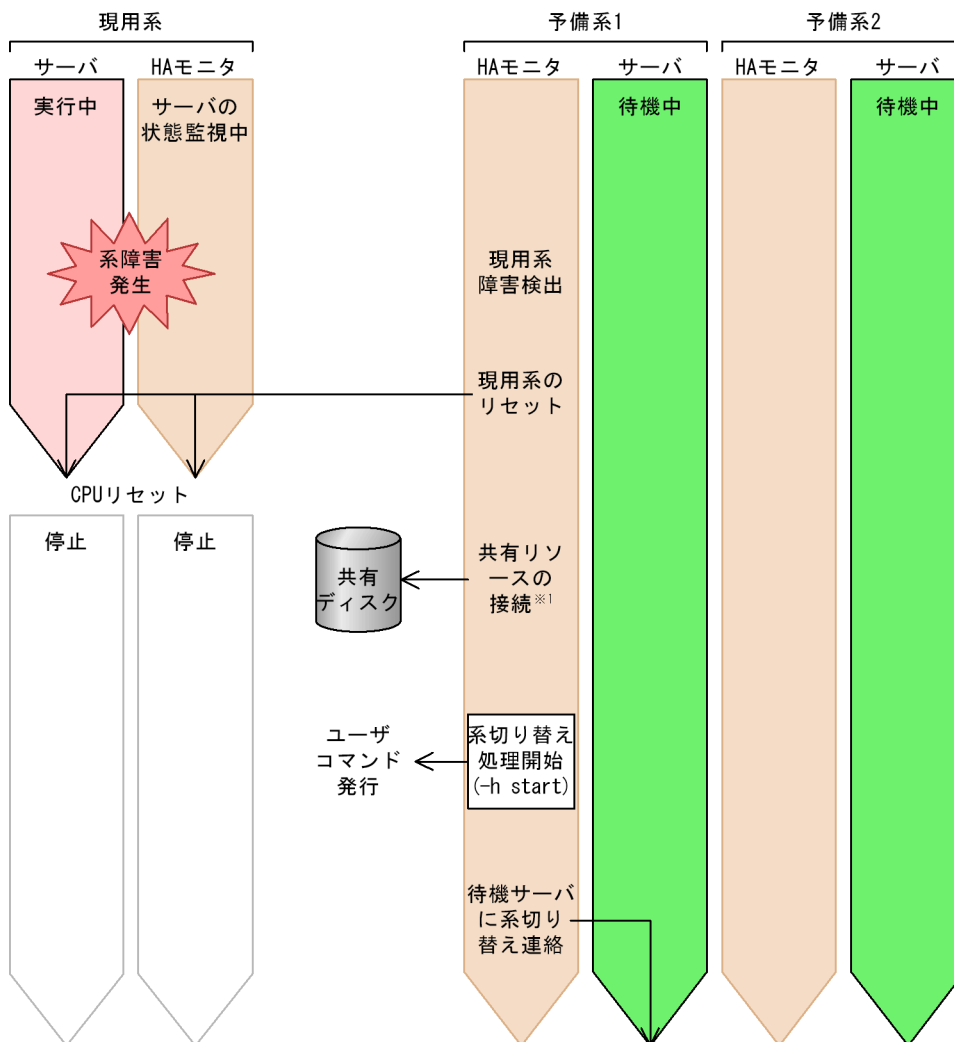 現用系
予備系1
予備系2
サーバ
HAモニタ
HAモニタ
サーバ
HAモニタ
サーバ
実行中
サーバの
状態監視中
待機中
待機中
系障害
発生
現用系
障害検出
現用系の
リセット
CPUリセット
停止
停止
共有
ディスク
共有リソ
ースの
接続※1
ユーザ
コマンド
発行
系切り替え
処理開始
(-h start)
待機サーバ
に系切り
替え連絡